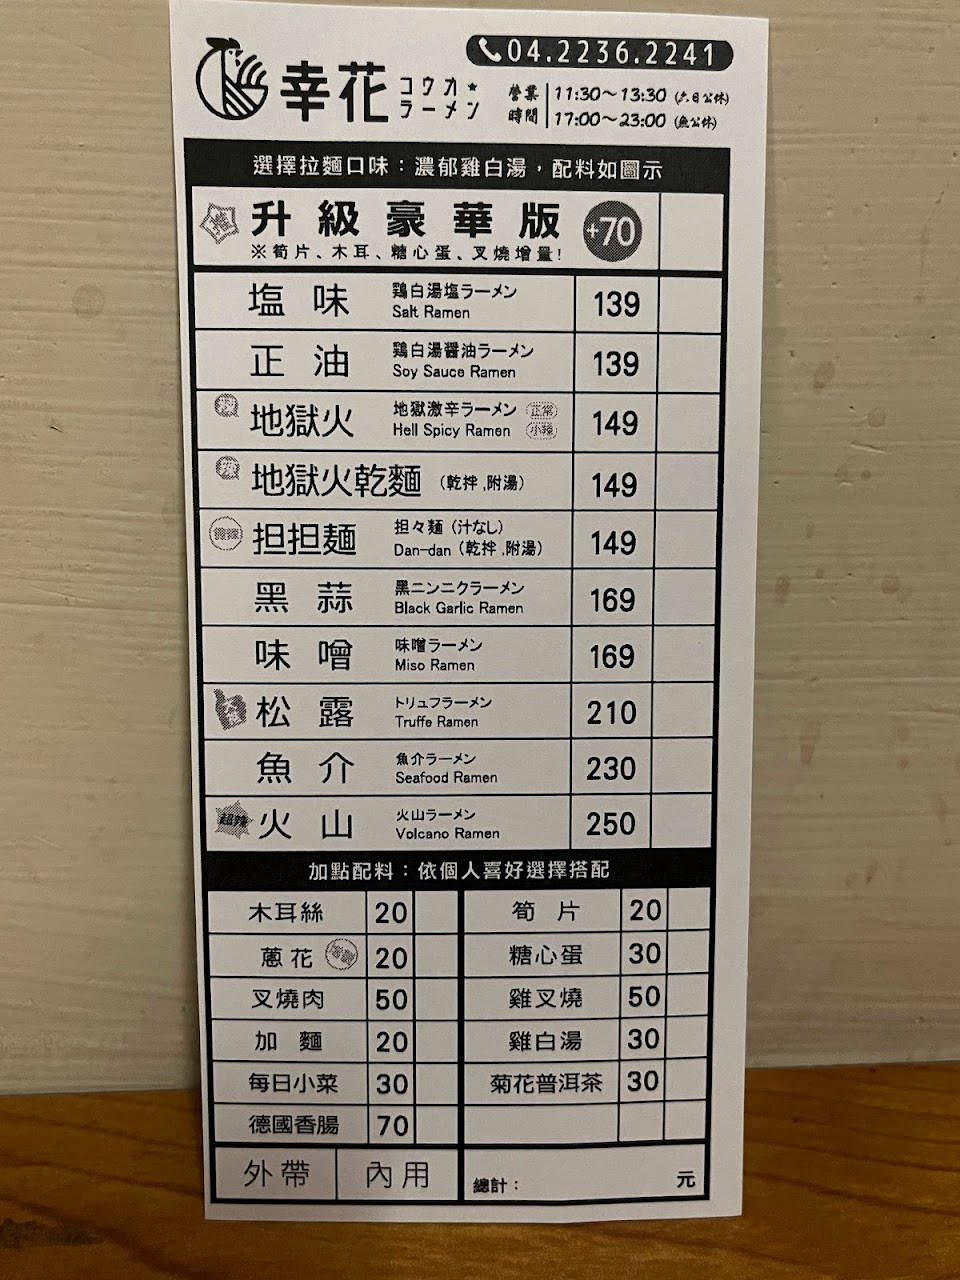 04.2236.2241
幸花 コウカ
ラーメン
營業時間
11:30～13:30 (六日公休)
17:00～23:00 (無公休)
選擇拉麵口味：濃郁雞白湯，配料如圖示
升級豪華版 +70
※筍片、木耳、糖心蛋、叉燒增量!
塩味 鶏白湯塩ラーメン 139
Salt Ramen
正油 鶏白湯醤油ラーメン 139
Soy Sauce Ramen
辣 地獄火 地獄激辛ラーメン 正常 149
Hell Spicy Ramen 小辣
辣 地獄火乾麵 (乾拌,附湯) 149
微辣 担担麵 担々麺（汁なし） 149
Dan-dan（乾拌,附湯）
黑蒜 黑ニンニクラーメン 169
Black Garlic Ramen
味噌 味噌ラーメン 169
Miso Ramen
松露 トリュフラーメン 210
Truffe Ramen
魚介 魚介ラーメン 230
Seafood Ramen
超辣 火山 火山ラーメン 250
Volcano Ramen
加點配料：依個人喜好選擇搭配
木耳絲 20 筍片 20
蔥花 20 糖心蛋 30
叉燒肉 50 雞叉燒 50
加麵 20 雞白湯 30
每日小菜 30 菊花普洱茶 30
德國香腸 70
外帶 內用 總計： 元